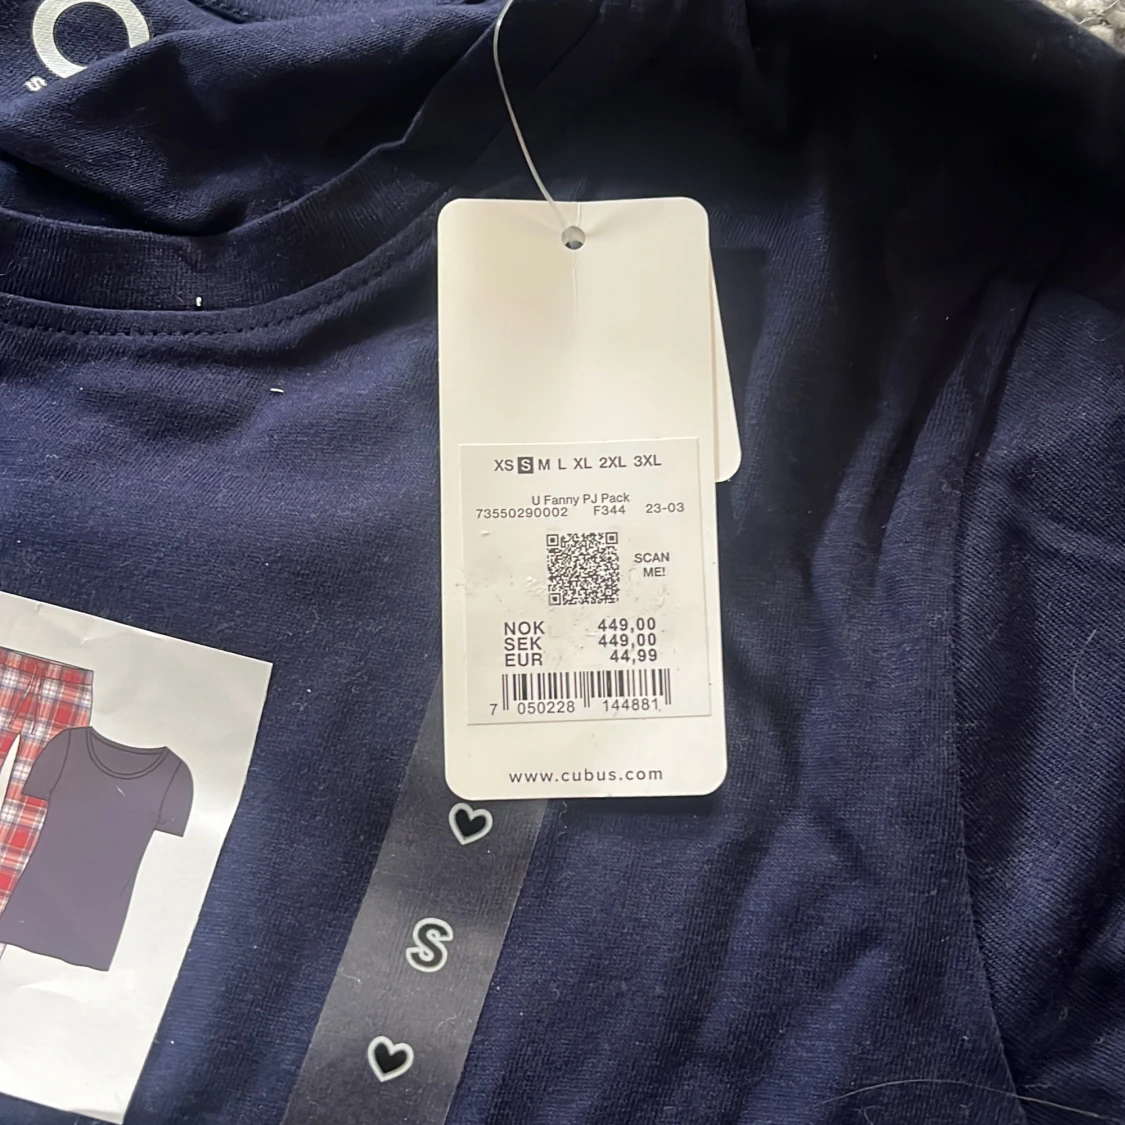 S
XS S M L XL 2XL 3XL
U Fanny PJ Pack
73550290002 F344 23-03
SCAN
ME!
NOK 449,00
SEK 449,00
EUR 44,99
7 050228 144881
www.cubus.com
S